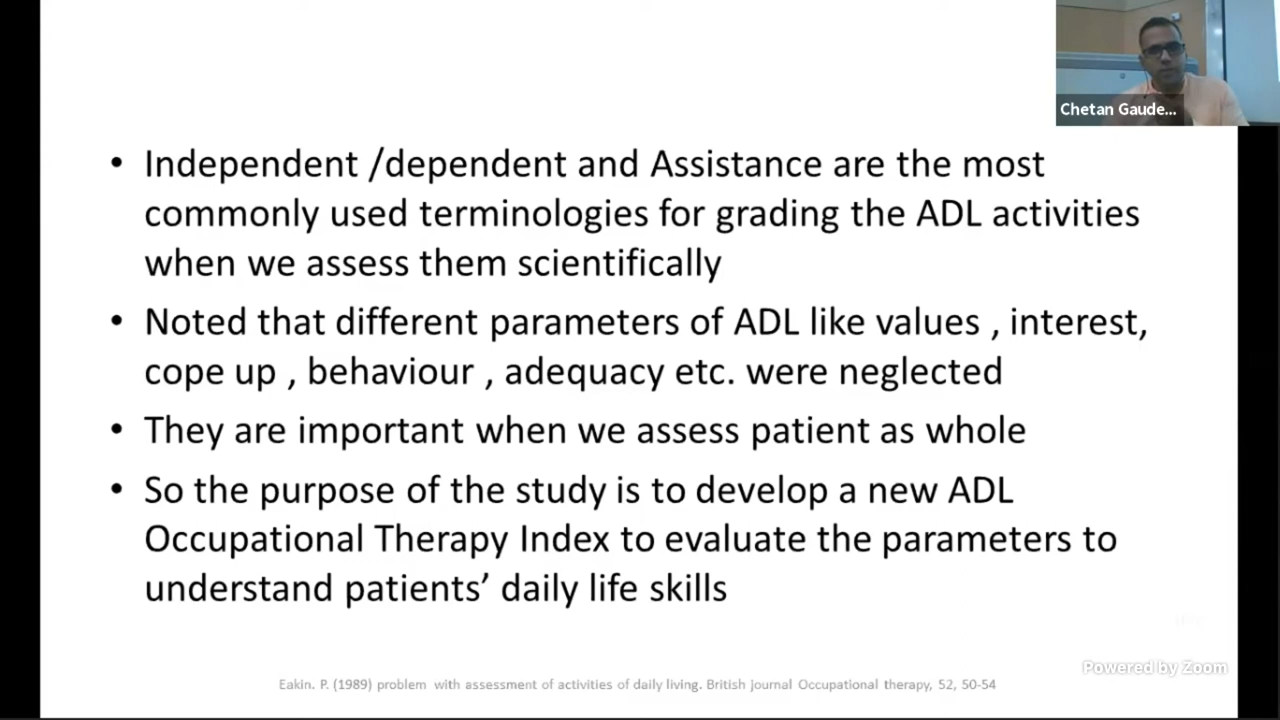 Chetan Gaude...
• Independent /dependent and Assistance are the most
commonly used terminologies for grading the ADL activities
when we assess them scientifically
• Noted that different parameters of ADL like values , interest,
cope up , behaviour , adequacy etc. were neglected
• They are important when we assess patient as whole
• So the purpose of the study is to develop a new ADL
Occupational Therapy Index to evaluate the parameters to
understand patients’ daily life skills
Powered by Zoom
Eakin. P. (1989) problem with assessment of activities of daily living. British journal Occupational therapy, 52, 50-54